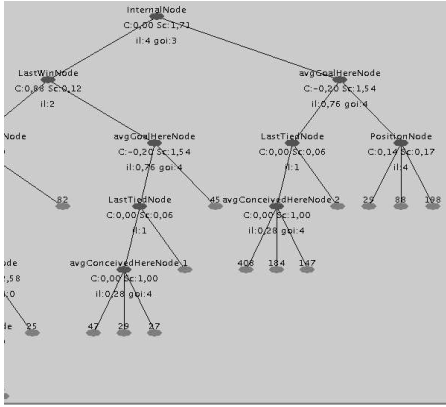 InternalNode
C:0,00 Sc:1,71
il:4 goi:3
LastWinNode
C:0,88 Sc:0,12
il:2
avgGoalHereNode
C:-0,20 Sc:1,54
il:0,76 goi:4
Node
avgGoalHereNode
C:-0,20 Sc:1,54
il:0,76 goi:4
LastTiedNode
C:0,00 Sc:0,06
il:1
PositionNode
C:0,14 Sc:0,17
il:4
82
LastTiedNode
C:0,00 Sc:0,06
il:1
45
avgConceivedHereNode
C:0,00 Sc:1,00
il:0,28 goi:4
2
29
88
198
de
,58
:0
avgConceivedHereNode
C:0,00 Sc:1,00
il:0,28 goi:4
1
408
184
147
de
25
47
29
27